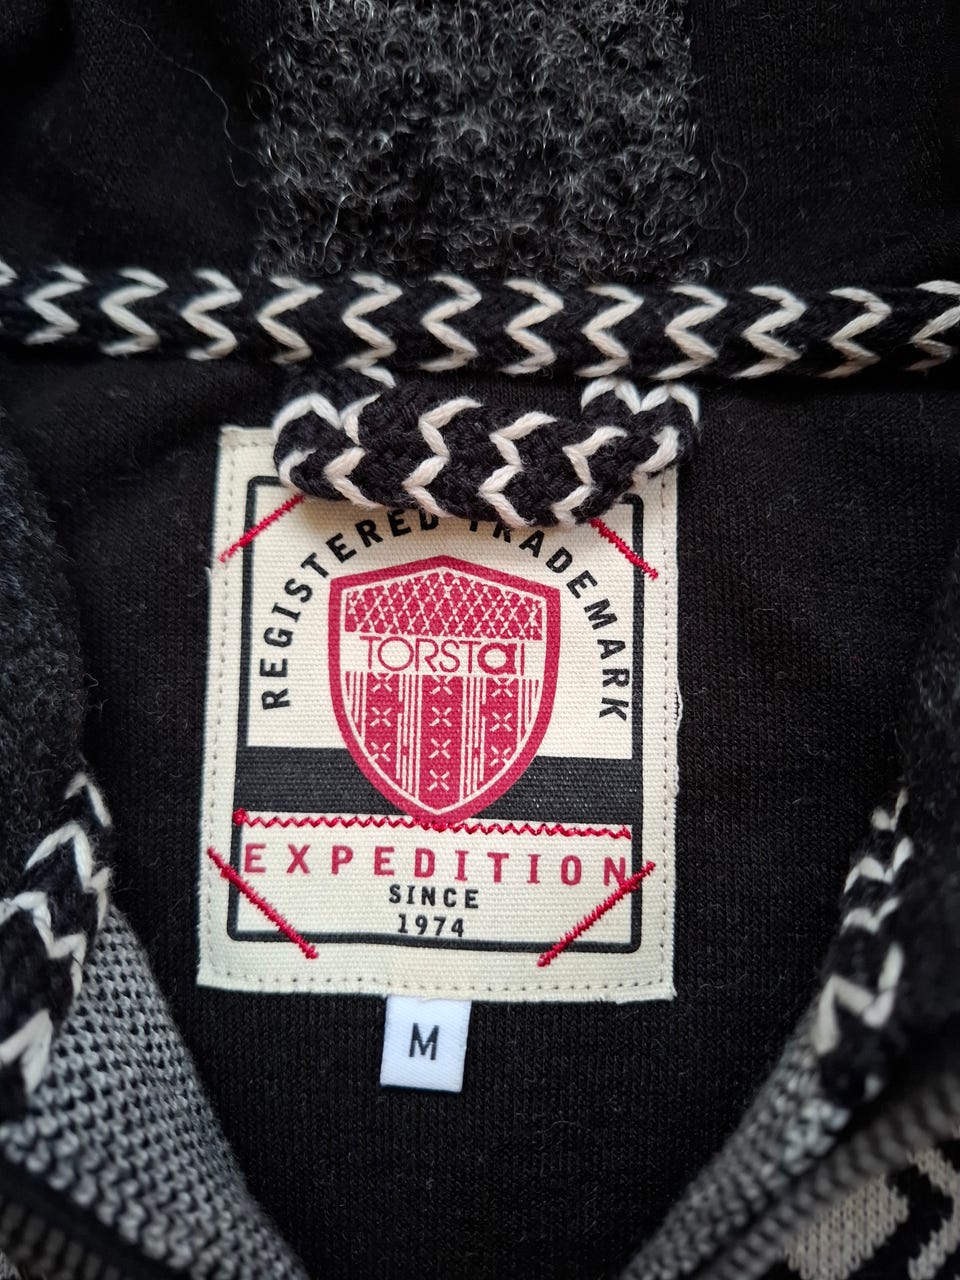 REGISTERED TRADEMARK
TORSTAI
EXPEDITION
SINCE
1974
M